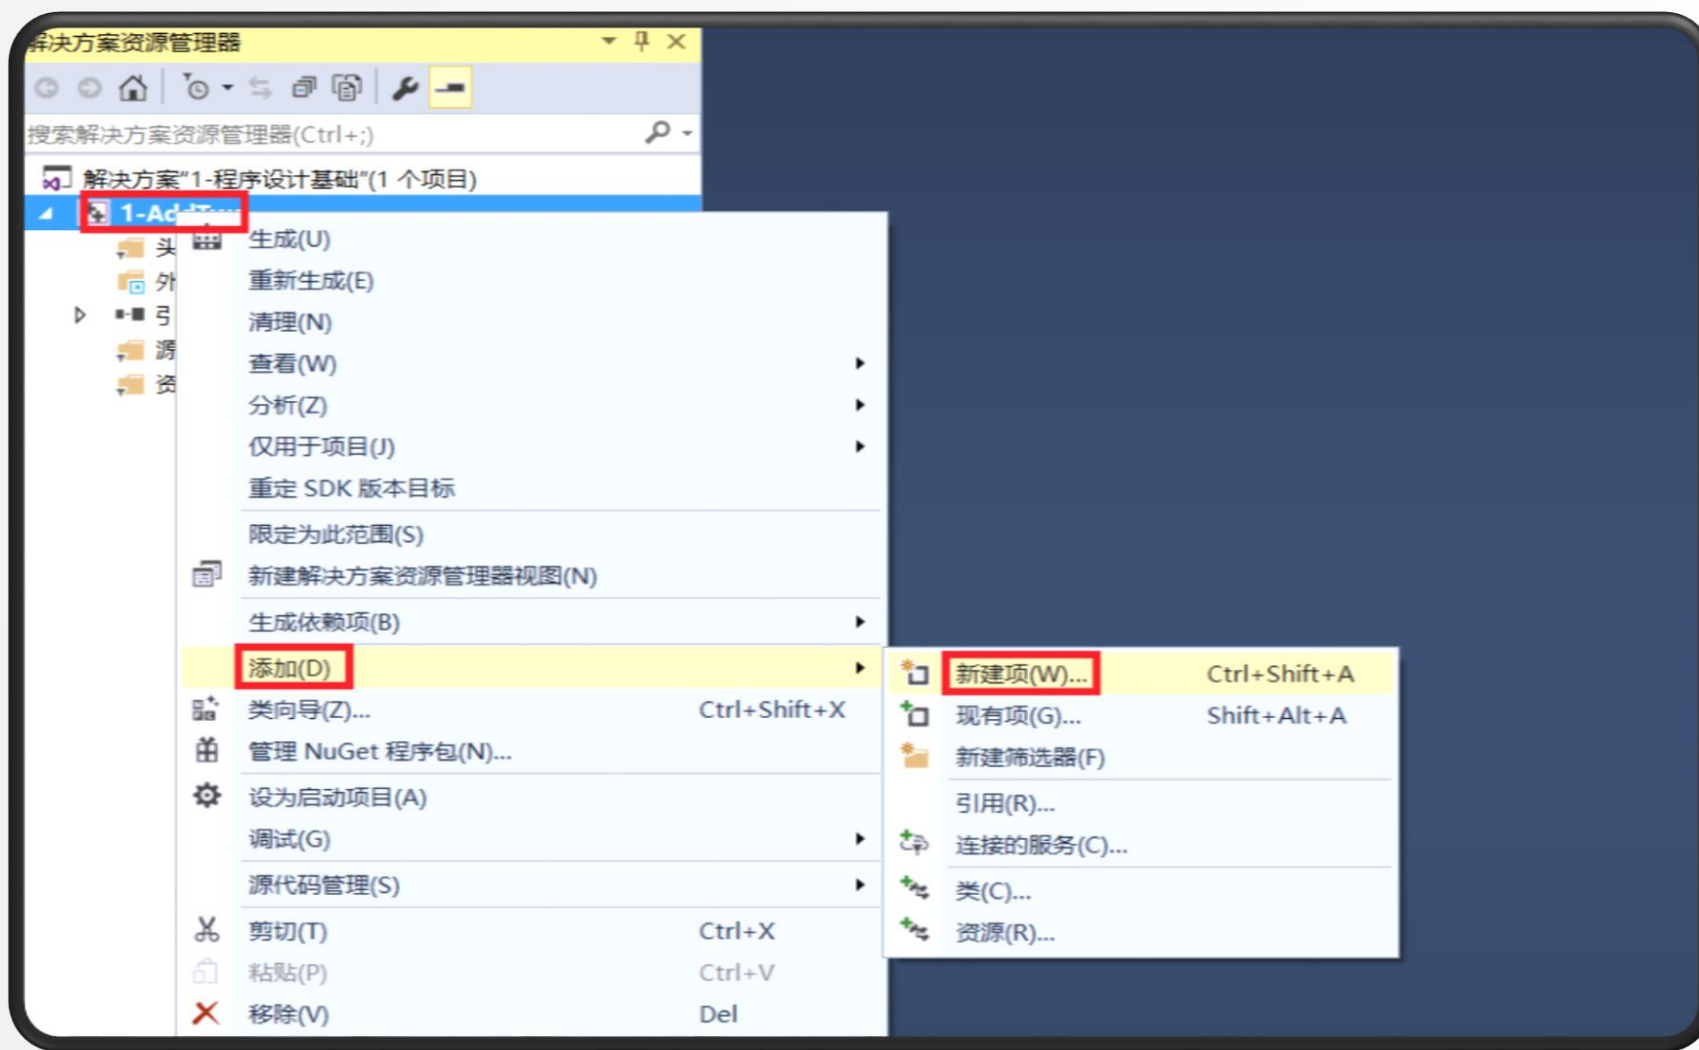 解决方案资源管理器
搜索解决方案资源管理器(Ctrl+;)
解决方案"1-程序设计基础"(1 个项目)
1-AddTwo
头
外
引
源
资
生成(U)
重新生成(E)
清理(N)
查看(W)
分析(Z)
仅用于项目(J)
重定 SDK 版本目标
限定为此范围(S)
新建解决方案资源管理器视图(N)
生成依赖项(B)
添加(D)
类向导(Z)... Ctrl+Shift+X
管理 NuGet 程序包(N)...
设为启动项目(A)
调试(G)
源代码管理(S)
剪切(T) Ctrl+X
粘贴(P) Ctrl+V
移除(V) Del
新建项(W)... Ctrl+Shift+A
现有项(G)... Shift+Alt+A
新建筛选器(F)
引用(R)...
连接的服务(C)...
类(C)...
资源(R)...